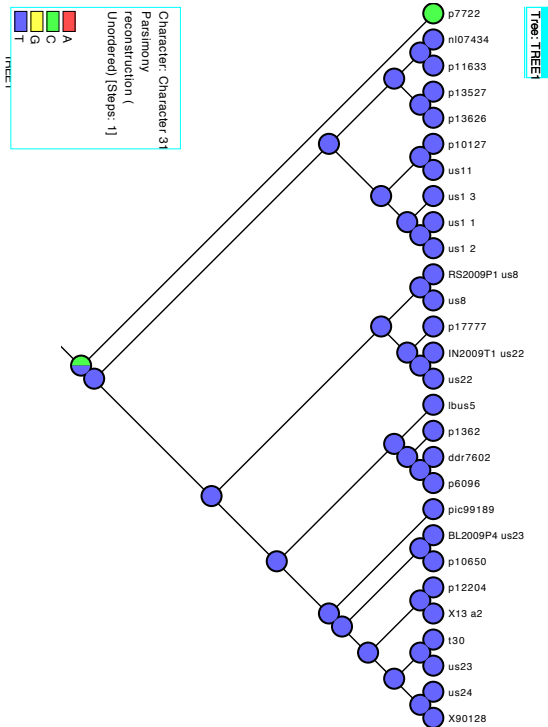 Tree: TREE1
p7722
nl07434
p11633
p13527
p13626
p10127
us11
us1 3
us1 1
us1 2
RS2009P1 us8
us8
p17777
IN2009T1 us22
us22
lbus5
p1362
ddr7602
p6096
pic99189
BL2009P4 us23
p10650
p12204
X13 a2
t30
us23
us24
X90128
Character: Character 31
Parsimony
reconstruction (
Unordered) [Steps: 1]
A
C
G
T